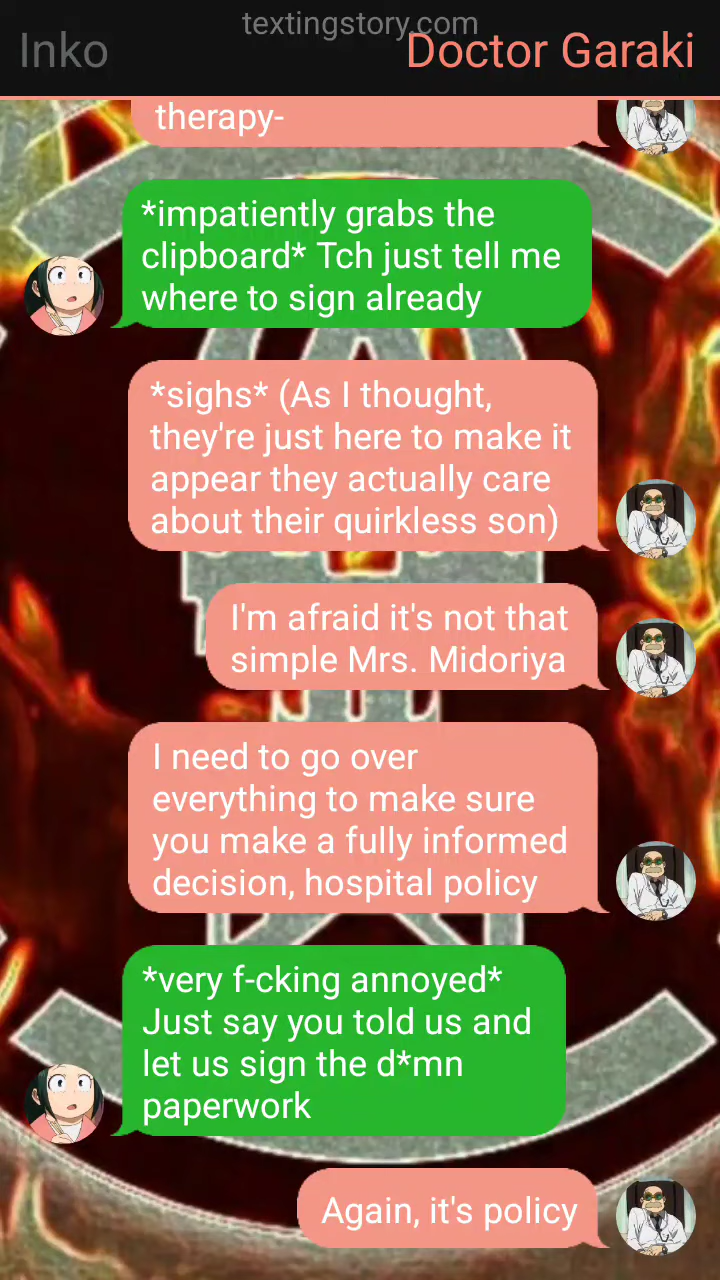 textingstory.com
Inko
Doctor Garaki
therapy-
*impatiently grabs the
clipboard* Tch just tell me
where to sign already
*sighs* (As I thought,
they're just here to make it
appear they actually care
about their quirkless son)
I'm afraid it's not that
simple Mrs. Midoriya
I need to go over
everything to make sure
you make a fully informed
decision, hospital policy
*very f-cking annoyed*
Just say you told us and
let us sign the d*mn
paperwork
Again, it's policy